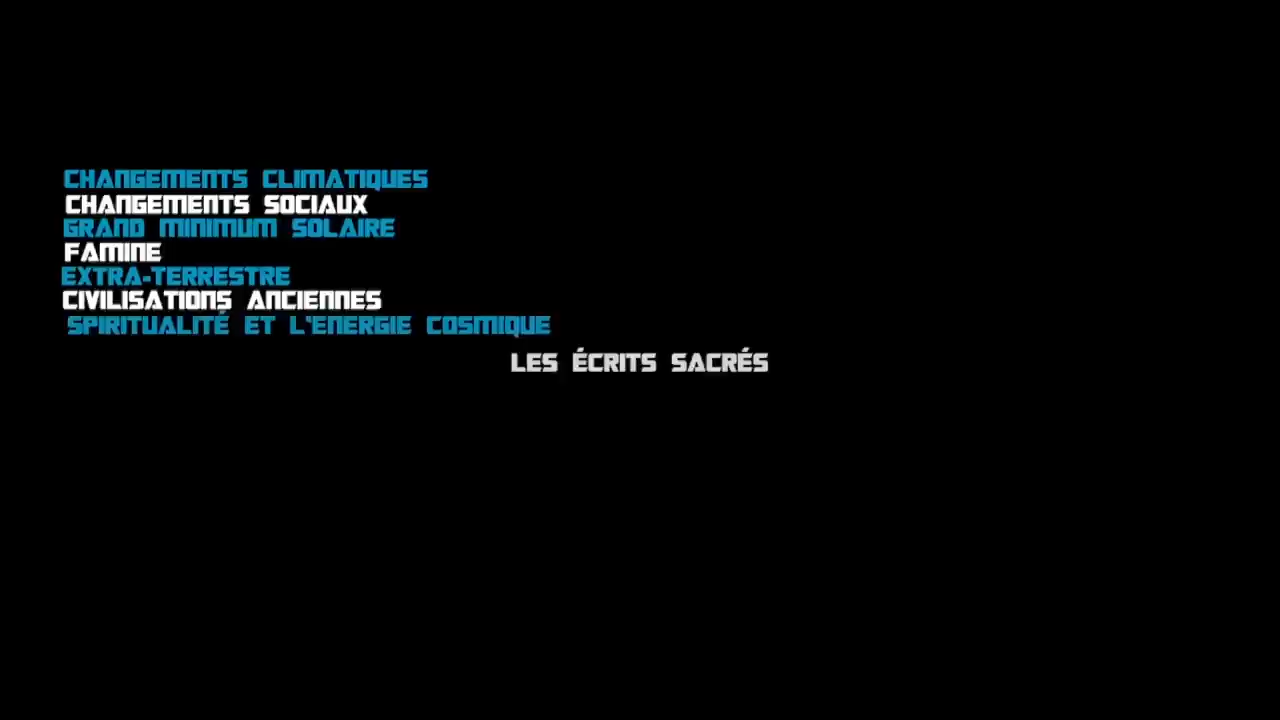 CHANGEMENTS CLIMATIQUES
CHANGEMENTS SOCIAUX
GRAND MINIMUM SOLAIRE
FAMINE
EXTRA-TERRESTRE
CIVILISATIONS ANCIENNES
SPIRITUALITÉ ET L'ENERGIE COSMIQUE
LES ÉCRITS SACRÉS